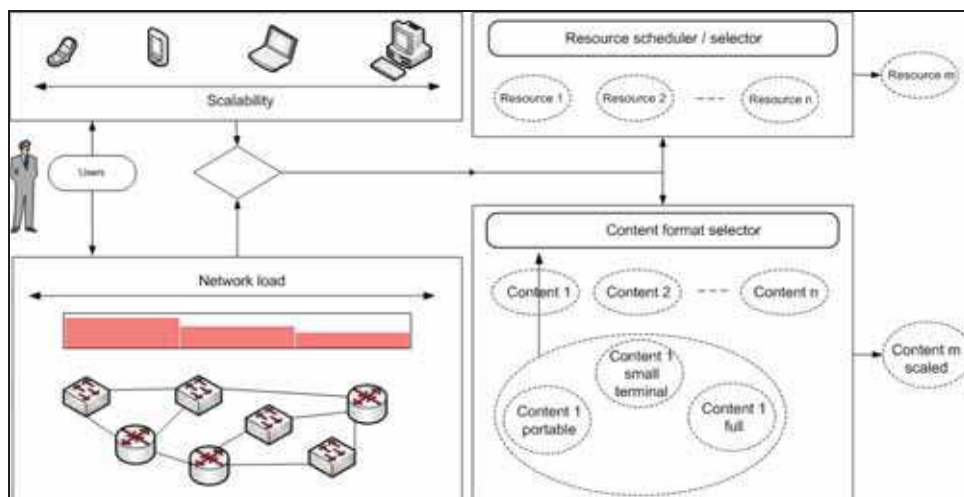 Scalability
Users
Network load
Resource scheduler / selector
Resource 1
Resource 2
Resource n
Resource m
Content format selector
Content 1
Content 2
Content n
Content 1
small
terminal
Content 1
portable
Content 1
full
Content m
scaled